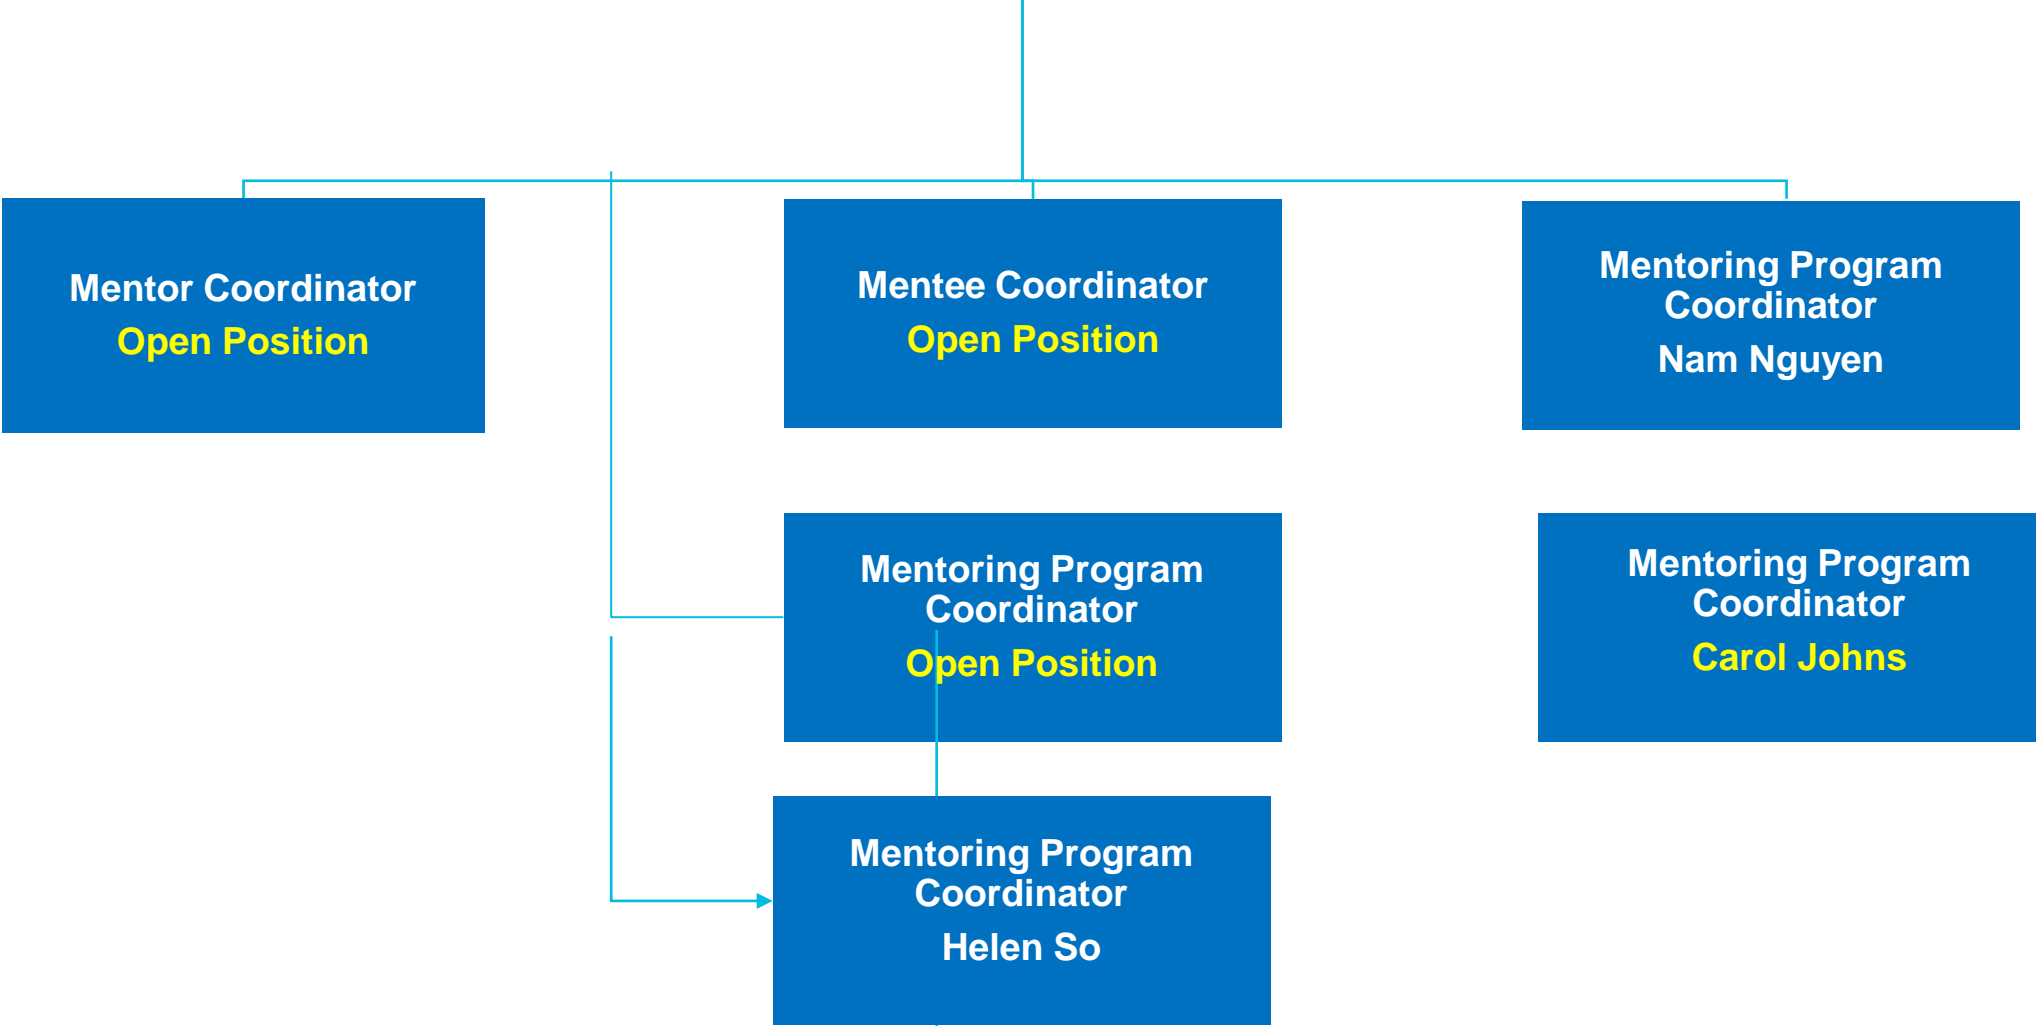 Mentor Coordinator
Open Position
Mentee Coordinator
Open Position
Mentoring Program
Coordinator
Nam Nguyen
Mentoring Program
Coordinator
Open Position
Mentoring Program
Coordinator
Carol Johns
Mentoring Program
Coordinator
Helen So